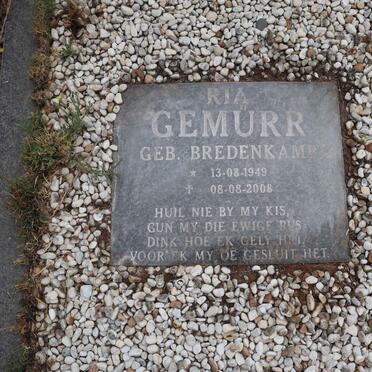 RIA
GEMURR
GEB. BREDENKAMP
* 13-08-1949
† 08-08-2008
HUIL NIE BY MY KIS,
GUN MY DIE EWIGE RUS
DINK HOE EK GELY HET
VOOR EK MY OË GESLUIT HET